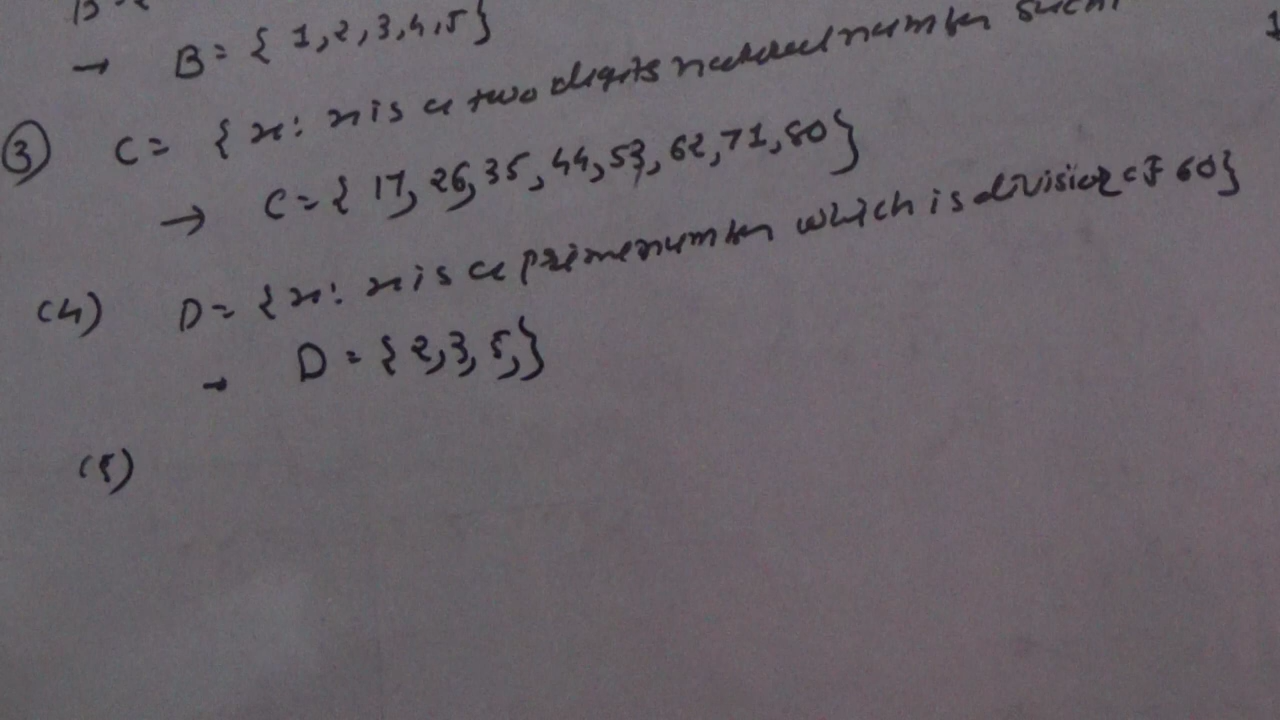 → B = { 1, 2, 3, 4, 5 }
③ C = { x : x is a two digits natural number such
→ C = { 17, 26, 35, 44, 53, 62, 71, 80 }
(4) D = { x : x is a prime number which is divisior of 60 }
→ D = { 2, 3, 5, }
(5)